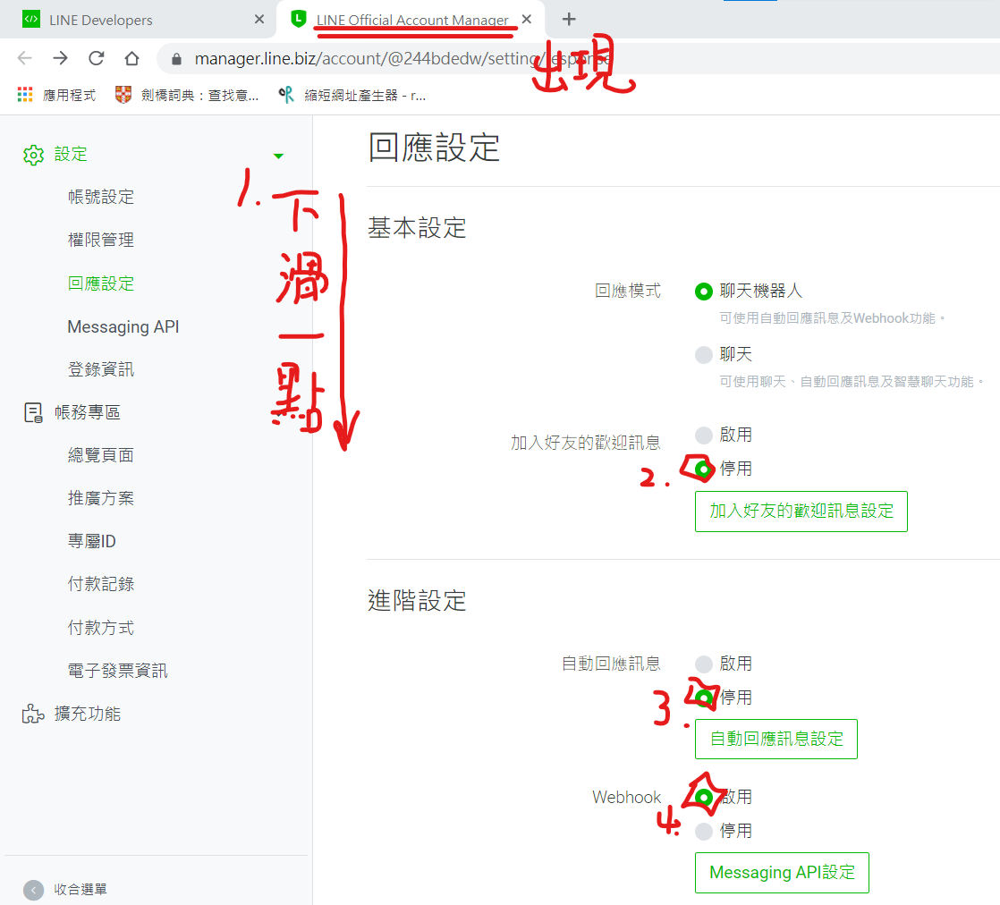 LINE Developers
LINE Official Account Manager
出現
manager.line.biz/account/@244bdedw/setting/response
應用程式
劍橋詞典：查找意...
縮短網址產生器 - r...
設定
帳號設定
權限管理
回應設定
Messaging API
登錄資訊
帳務專區
總覽頁面
推廣方案
專屬ID
付款記錄
付款方式
電子發票資訊
擴充功能
收合選單
1. 下滑一點
回應設定
基本設定
回應模式
聊天機器人
可使用自動回應訊息及Webhook功能。
聊天
可使用聊天、自動回應訊息及智慧聊天功能。
加入好友的歡迎訊息
啟用
2. 停用
加入好友的歡迎訊息設定
進階設定
自動回應訊息
啟用
3. 停用
自動回應訊息設定
Webhook
4. 啟用
停用
Messaging API設定